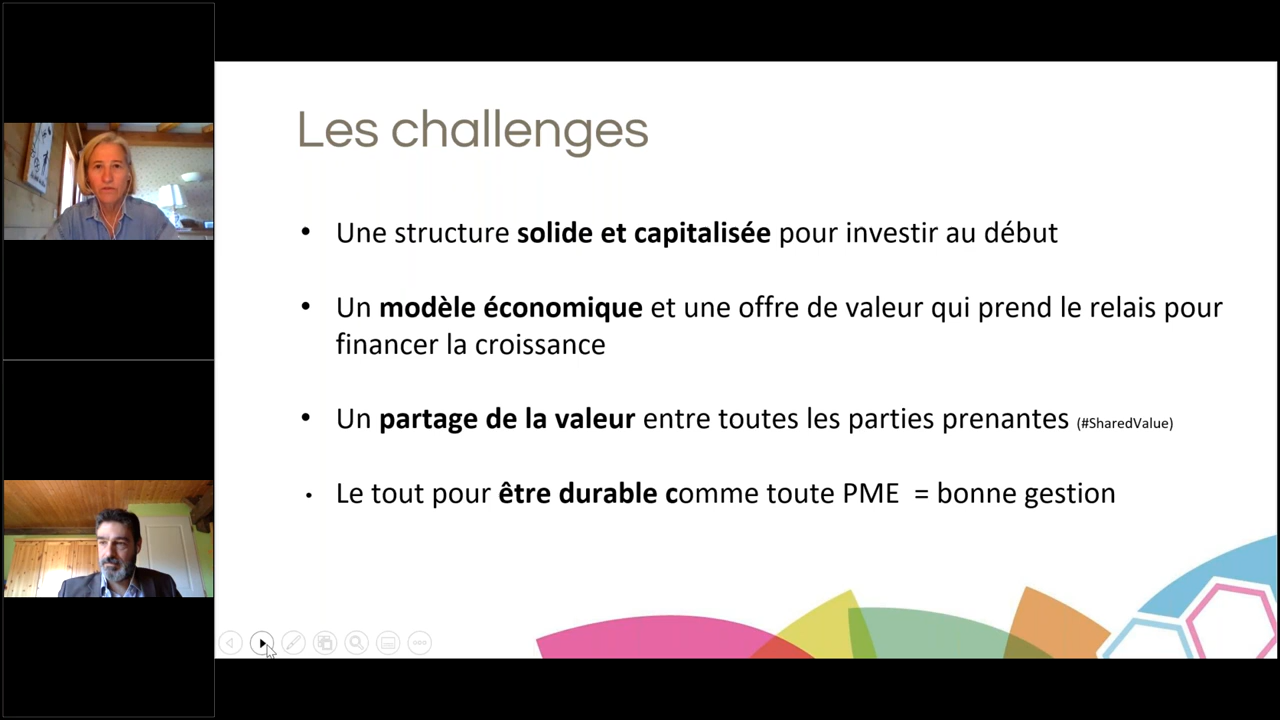 Les challenges
• Une structure solide et capitalisée pour investir au début
• Un modèle économique et une offre de valeur qui prend le relais pour
financer la croissance
• Un partage de la valeur entre toutes les parties prenantes (#SharedValue)
• Le tout pour être durable comme toute PME = bonne gestion